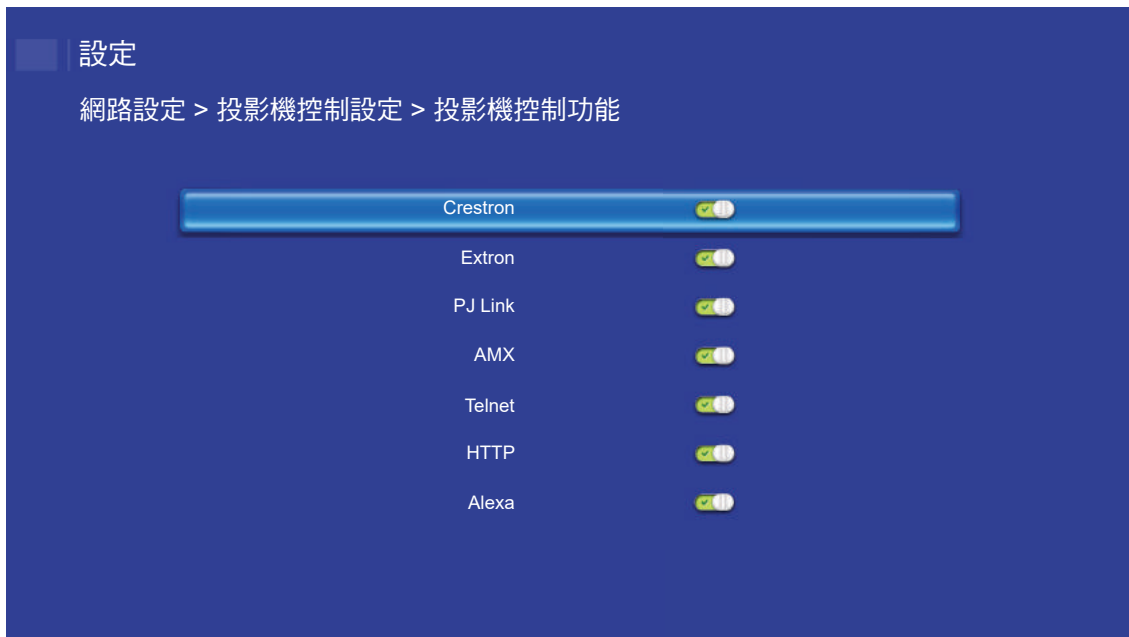 設定
網路設定 > 投影機控制設定 > 投影機控制功能
Crestron
Extron
PJ Link
AMX
Telnet
HTTP
Alexa